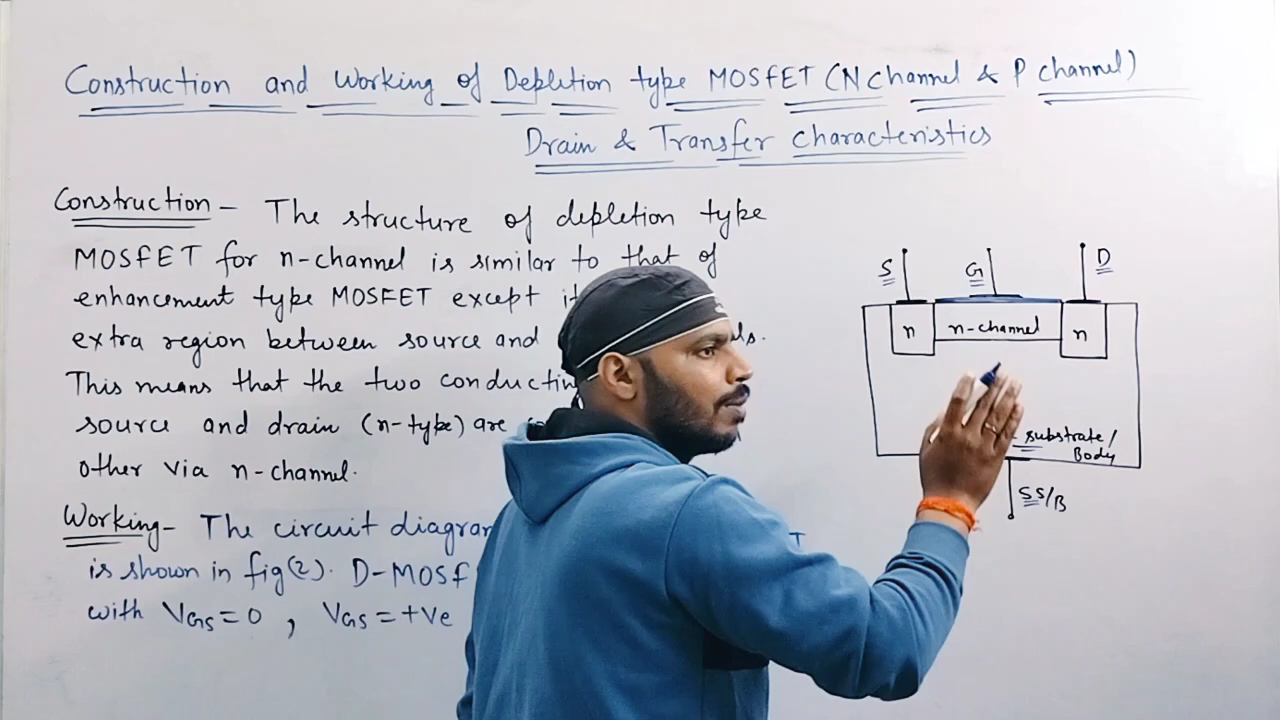 Construction and Working of Depletion type MOSFET (N Channel & P Channel)
Drain & Transfer Characteristics
Construction - The structure of depletion type
MOSFET for n-channel is similar to that of
enhancement type MOSFET except
extra region between source and
This means that the two
source and drain (n-type) are
other via n-channel.
Working - The circuit
is shown in fig(2).
with VGS = 0 , VGS = +Ve
S
G
D
n
n-channel
n
substrate/
Body
SS/B